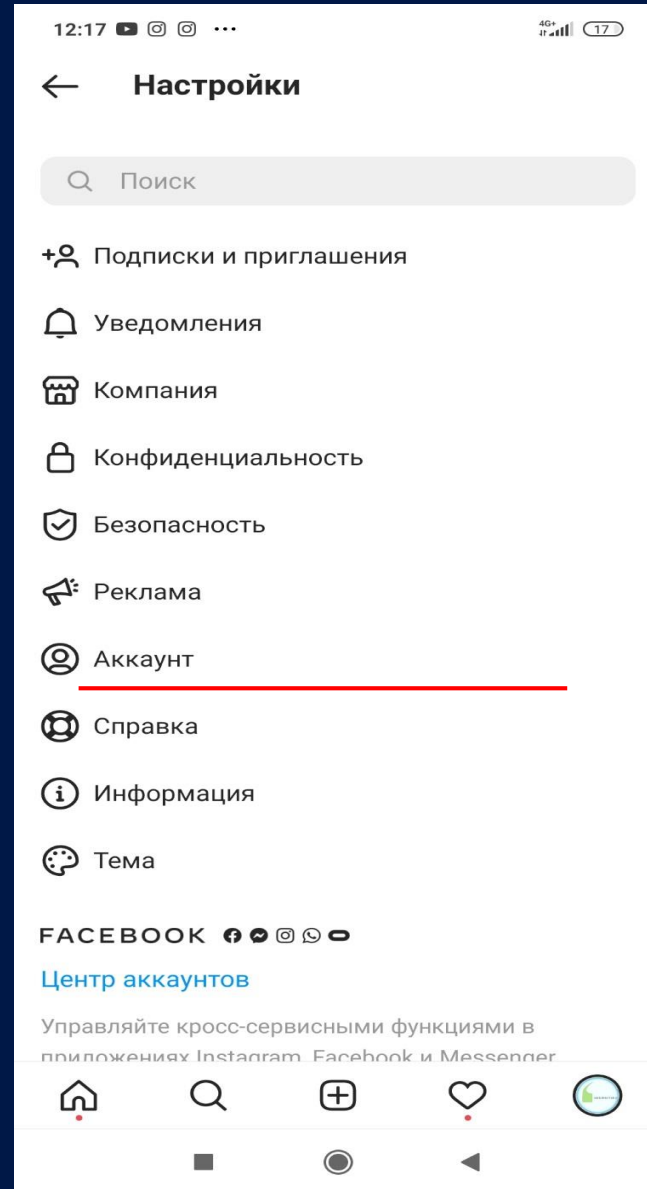 12:17
4G+
17
Настройки
Поиск
Подписки и приглашения
Уведомления
Компания
Конфиденциальность
Безопасность
Реклама
Аккаунт
Справка
Информация
Тема
FACEBOOK
Центр аккаунтов
Управляйте кросс-сервисными функциями в
приложениях Instagram, Facebook и Messenger